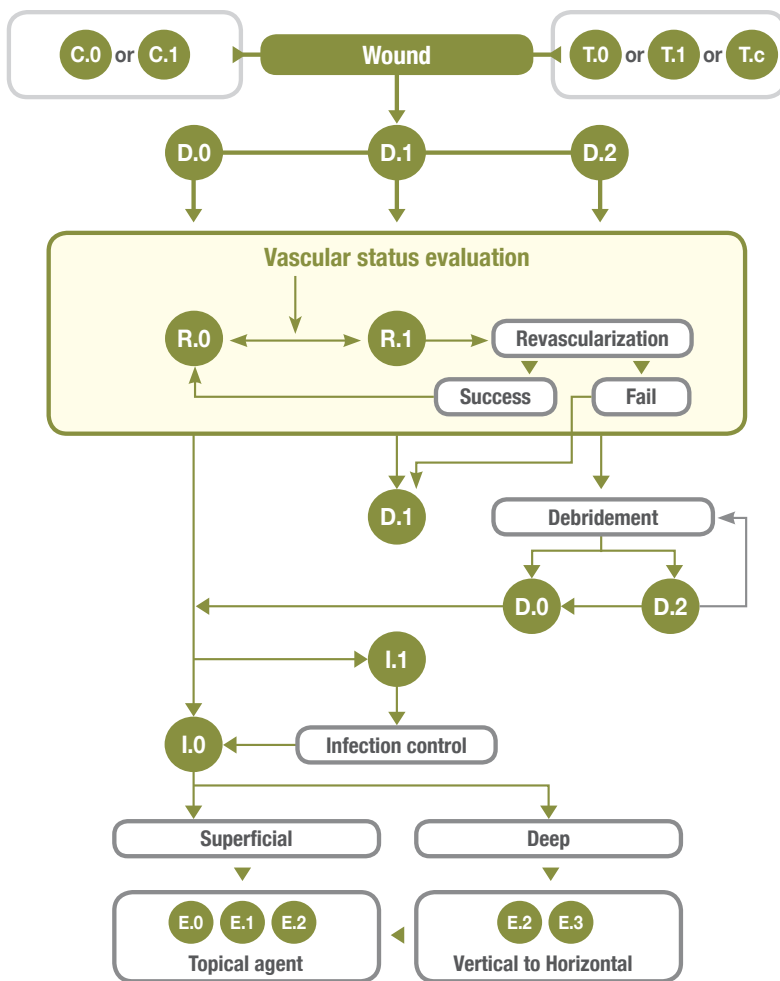 C.0 or C.1 Wound T.0 or T.1 or T.c
D.0 D.1 D.2
Vascular status evaluation
R.0 R.1 Revascularization
Success Fail
D.1 Debridement
D.0 D.2
I.1
I.0 Infection control
Superficial Deep
E.0 E.1 E.2 E.2 E.3
Topical agent Vertical to Horizontal